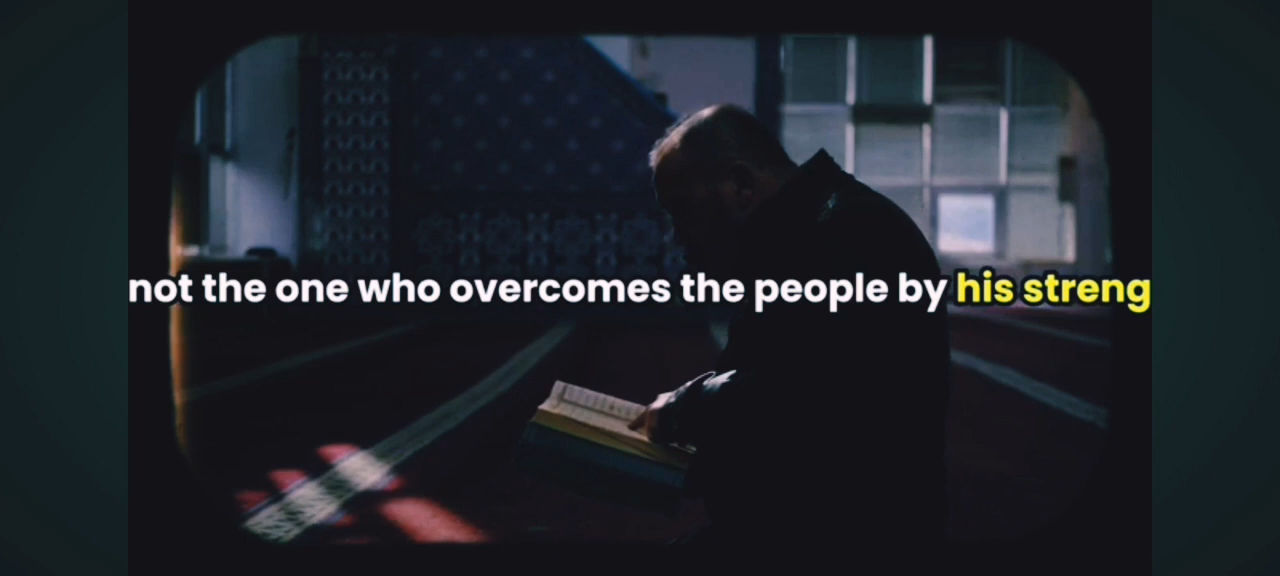 not the one who overcomes the people by his streng